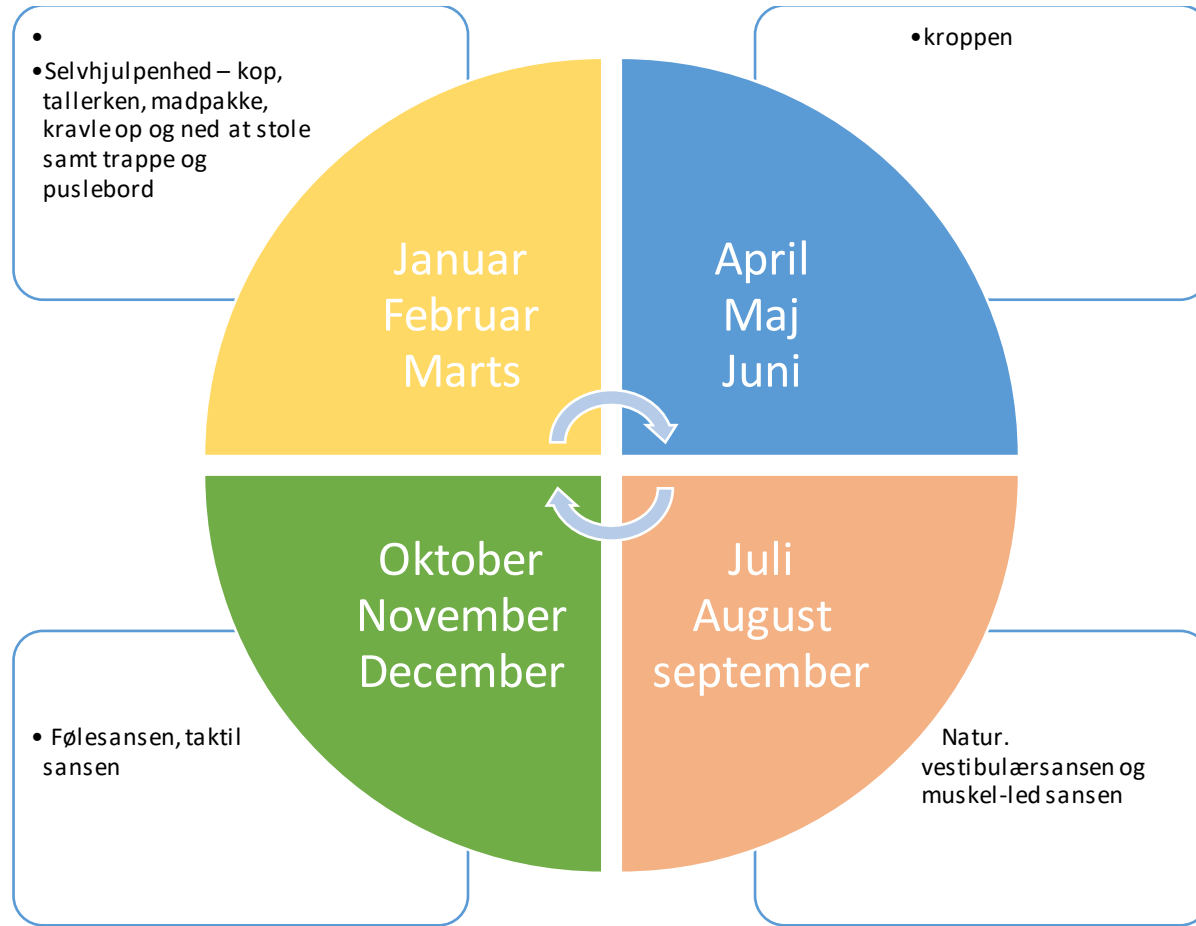 •
•Selvhjulpenhed – kop,
tallerken, madpakke,
kravle op og ned at stole
samt trappe og
puslebord
•kroppen
Januar
Februar
Marts
April
Maj
Juni
Oktober
November
December
Juli
August
september
• Følesansen, taktil
sansen
Natur.
vestibulærsansen og
muskel-led sansen